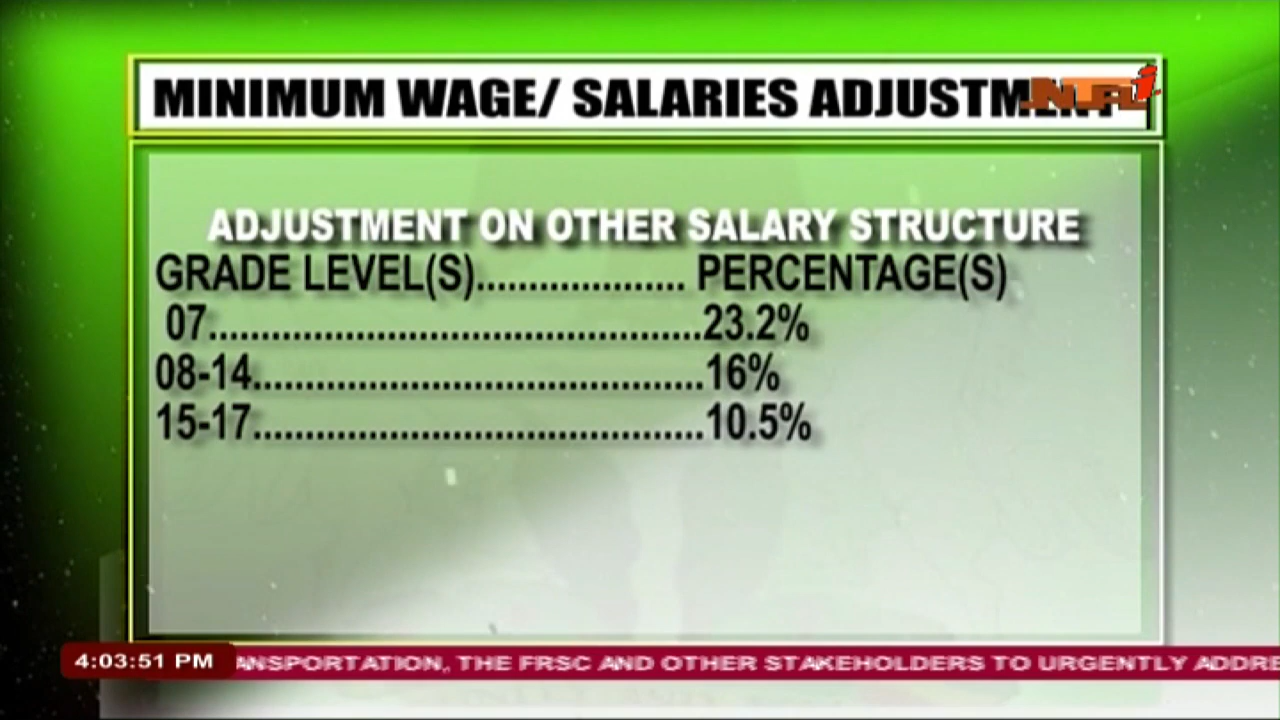 MINIMUM WAGE/ SALARIES ADJUSTMENT
ADJUSTMENT ON OTHER SALARY STRUCTURE
GRADE LEVEL(S).................... PERCENTAGE(S)
07...............................................23.2%
08-14...........................................16%
15-17...........................................10.5%
4:03:51 PM ANSPORTATION, THE FRSC AND OTHER STAKEHOLDERS TO URGENTLY ADDRE